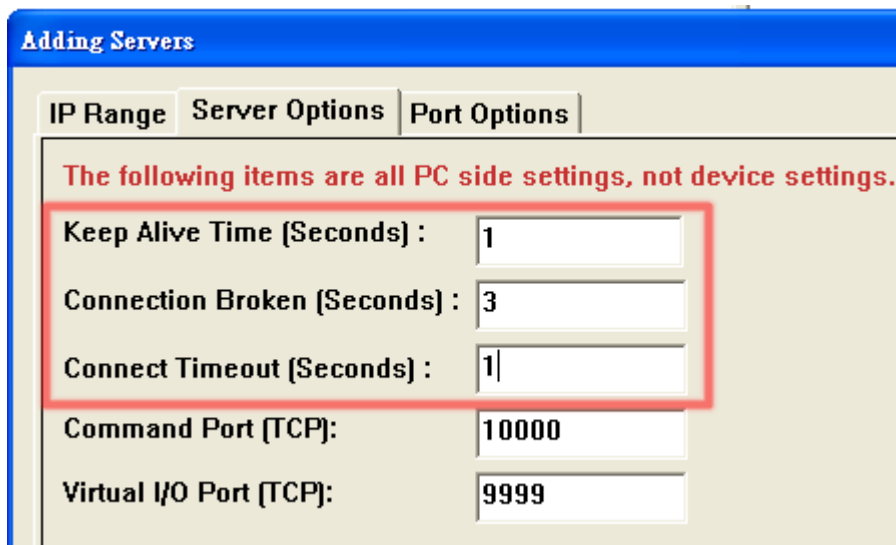 Adding Servers
IP Range Server Options Port Options
The following items are all PC side settings, not device settings.
Keep Alive Time (Seconds) : 1
Connection Broken (Seconds) : 3
Connect Timeout (Seconds) : 1
Command Port (TCP): 10000
Virtual I/O Port (TCP): 9999